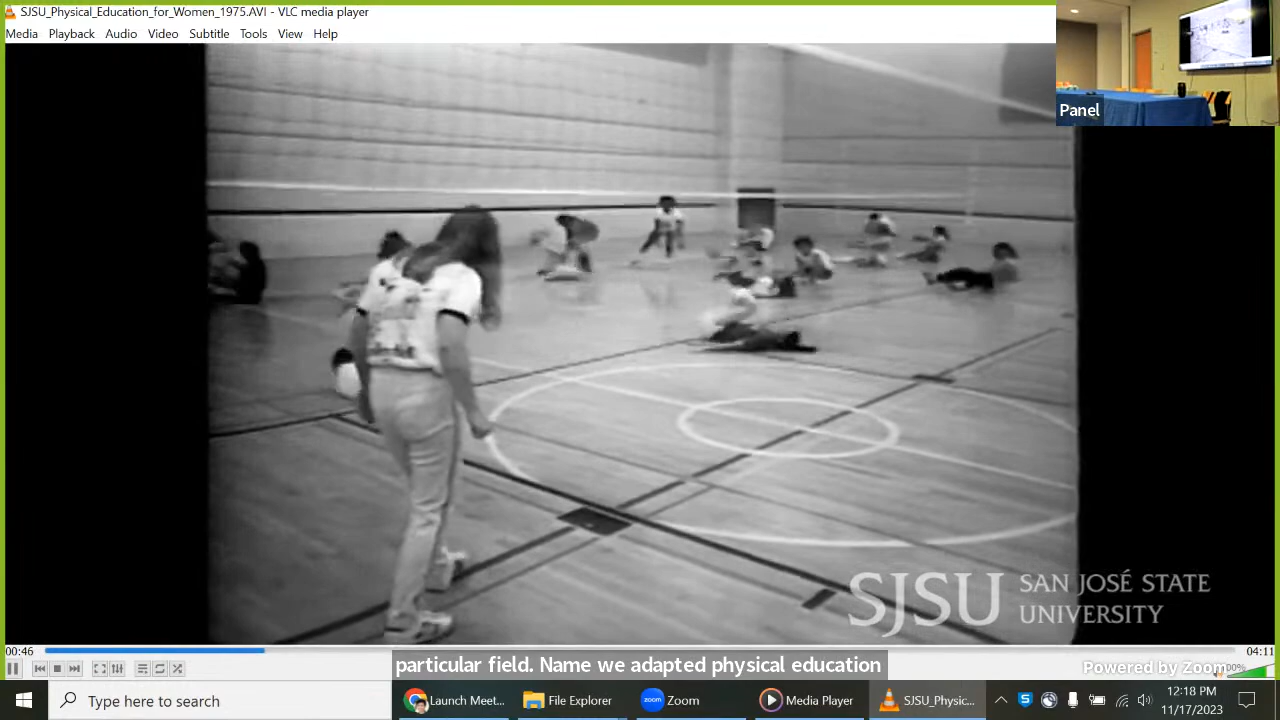 SJSU_Physical_Education_for_Women_1975.AVI - VLC media player
Media Playback Audio Video Subtitle Tools View Help
Panel
SJSU SAN JOSÉ STATE
UNIVERSITY
00:46
04:11
particular field. Name we adapted physical education
Powered by Zoom
Type here to search
Launch Meet...
File Explorer
Zoom
Media Player
SJSU_Physic...
12:18 PM
11/17/2023